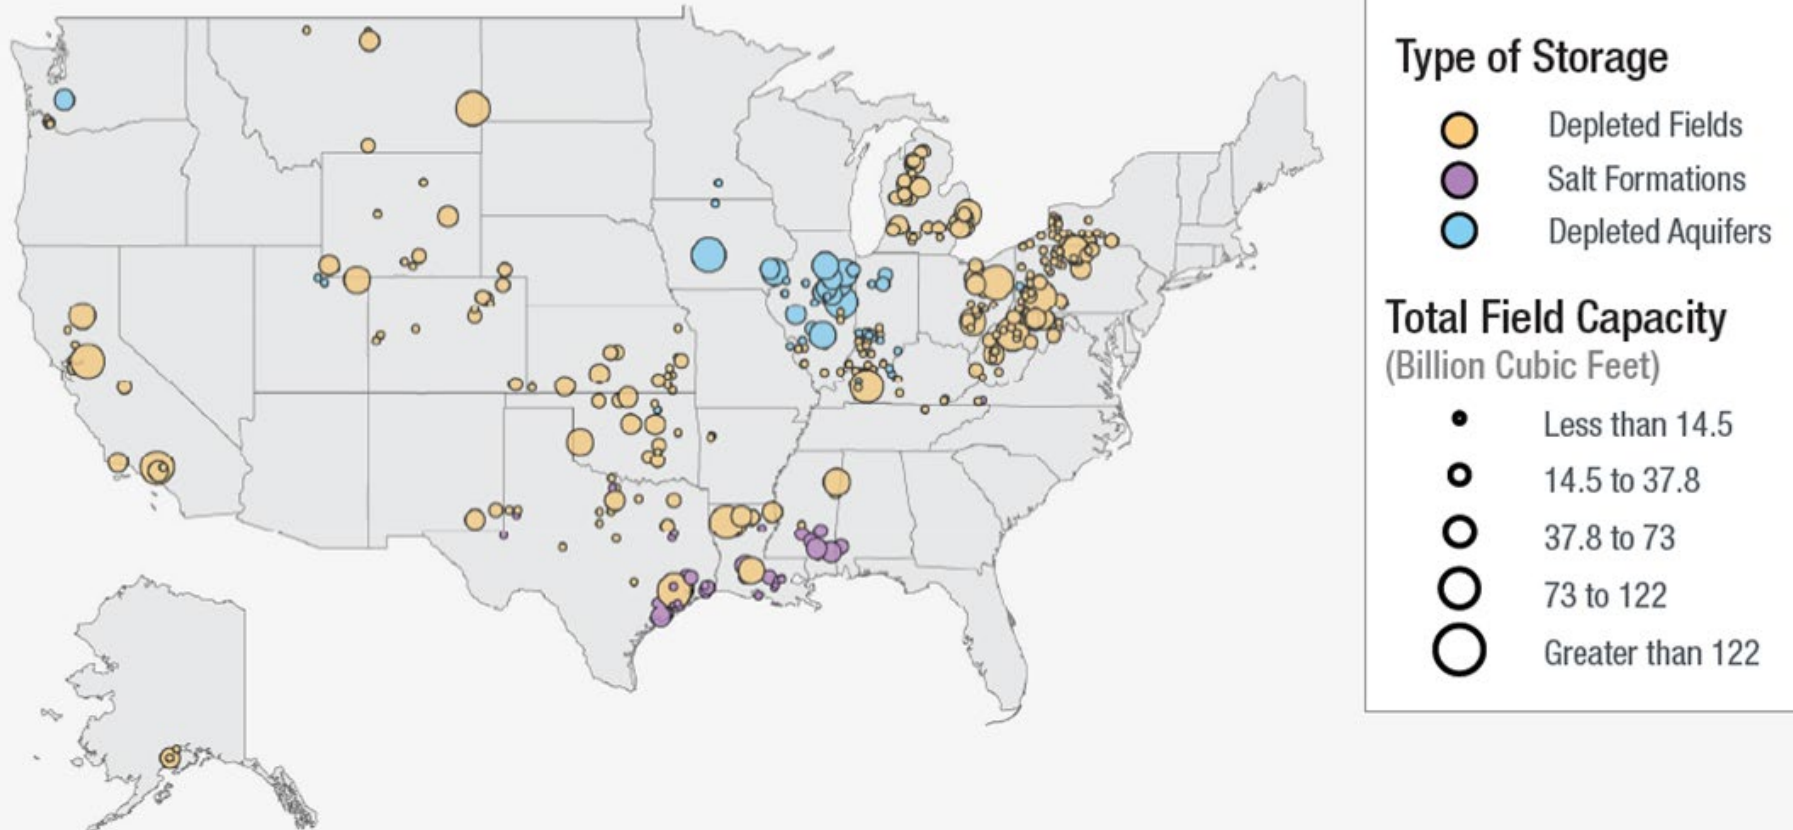 Type of Storage
Depleted Fields
Salt Formations
Depleted Aquifers
Total Field Capacity
(Billion Cubic Feet)
Less than 14.5
14.5 to 37.8
37.8 to 73
73 to 122
Greater than 122